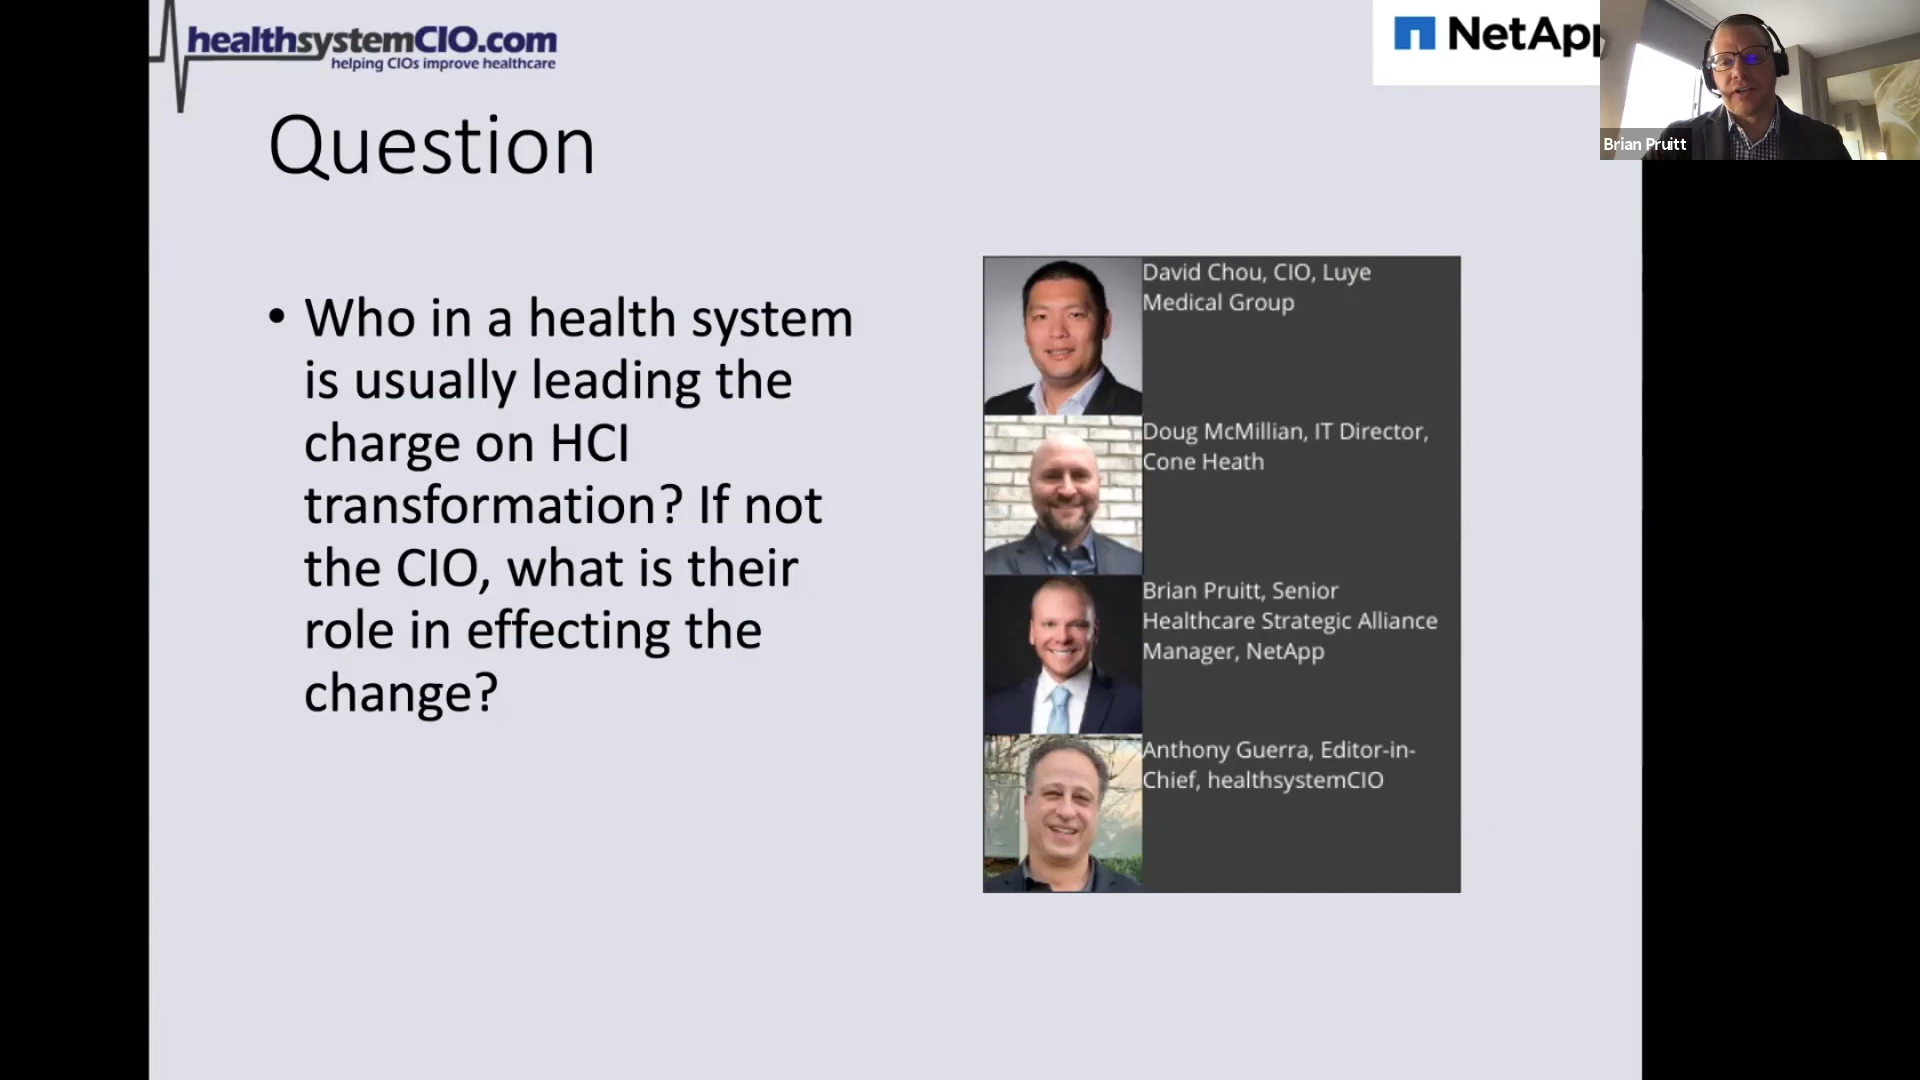 healthsystemCIO.com
helping CIOs improve healthcare
NetApp
Brian Pruitt
Question
• Who in a health system
is usually leading the
charge on HCI
transformation? If not
the CIO, what is their
role in effecting the
change?
David Chou, CIO, Luye
Medical Group
Doug McMillian, IT Director,
Cone Heath
Brian Pruitt, Senior
Healthcare Strategic Alliance
Manager, NetApp
Anthony Guerra, Editor-in-
Chief, healthsystemCIO